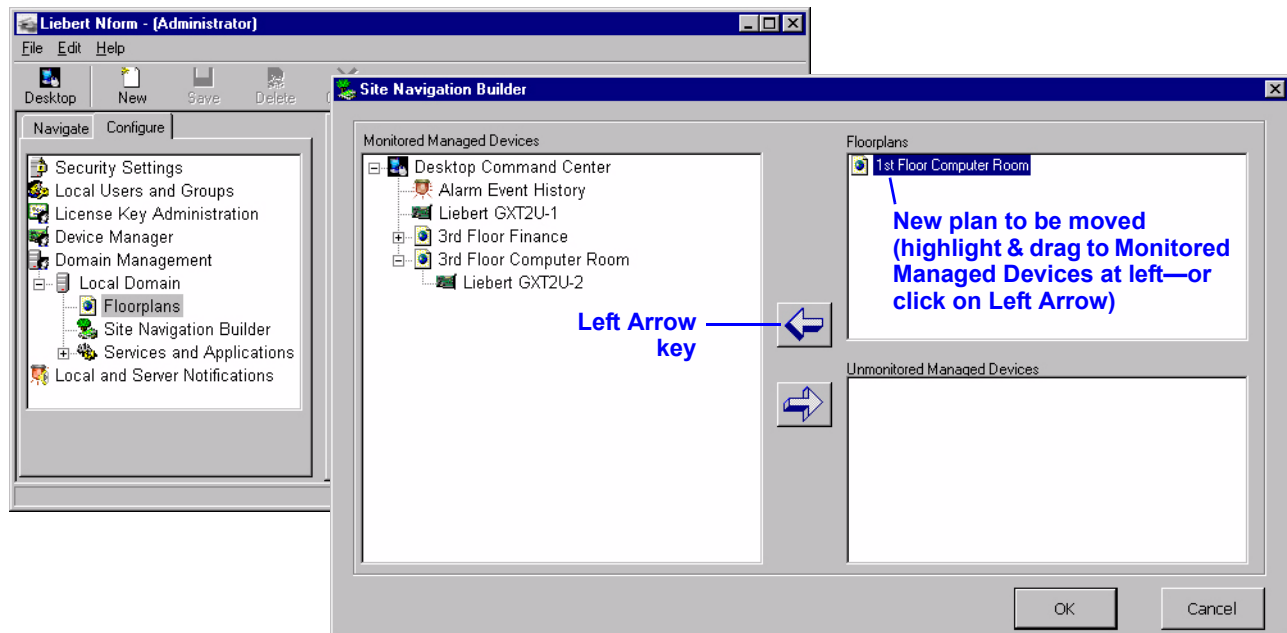 Liebert Nform - (Administrator)
File Edit Help
Desktop
New
Save
Delete
Navigate
Configure
Security Settings
Local Users and Groups
License Key Administration
Device Manager
Domain Management
Local Domain
Floorplans
Site Navigation Builder
Services and Applications
Local and Server Notifications
Site Navigation Builder
Monitored Managed Devices
Desktop Command Center
Alarm Event History
Liebert GXT2U-1
3rd Floor Finance
3rd Floor Computer Room
Liebert GXT2U-2
Left Arrow
key
Floorplans
1st Floor Computer Room
New plan to be moved
(highlight & drag to Monitored
Managed Devices at left—or
click on Left Arrow)
Unmonitored Managed Devices
OK
Cancel